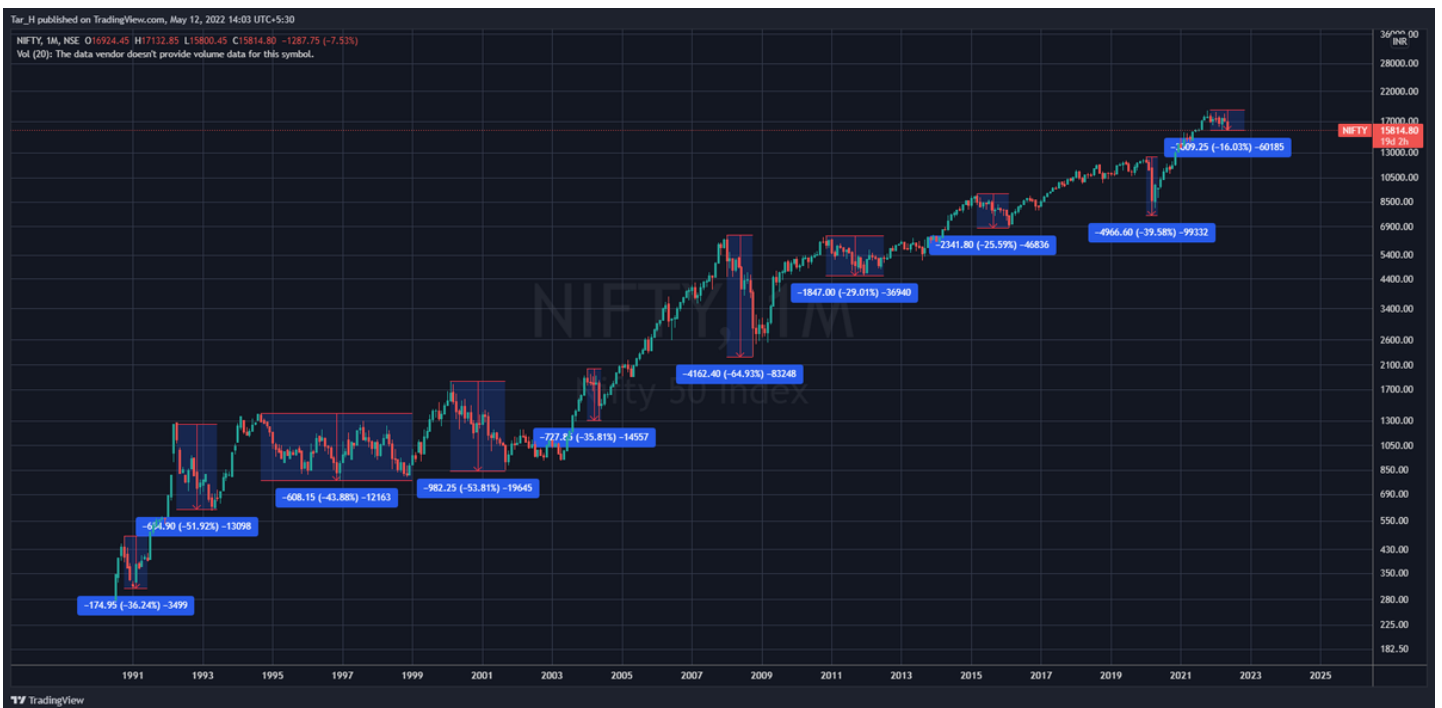 Tar_H published on TradingView.com, May 12, 2022 14:03 UTC+5:30
NIFTY, 1M, NSE O16924.45 H17132.85 L15800.45 C15814.80 −1287.75 (−7.53%)
Vol (20): The data vendor doesn't provide volume data for this symbol.
INR
28000.00
22000.00
17000.00
NIFTY 15814.80
19d 2h
13000.00
10500.00
8500.00
6900.00
5400.00
4400.00
3400.00
2600.00
2100.00
1700.00
1300.00
1050.00
850.00
690.00
550.00
430.00
350.00
280.00
225.00
182.50
NIFTY, 1M
Nifty 50 Index
−174.95 (−36.24%) −3499
(−51.92%) −13098
−608.15 (−43.88%) −12163
−982.25 (−53.81%) −19645
(−35.81%) −14557
−4162.40 (−64.93%) −83248
−1847.00 (−29.01%) −36940
−2341.80 (−25.59%) −46836
−4966.60 (−39.58%) −99332
(−16.03%) −60185
1991 1993 1995 1997 1999 2001 2003 2005 2007 2009 2011 2013 2015 2017 2019 2021 2023 2025
TradingView